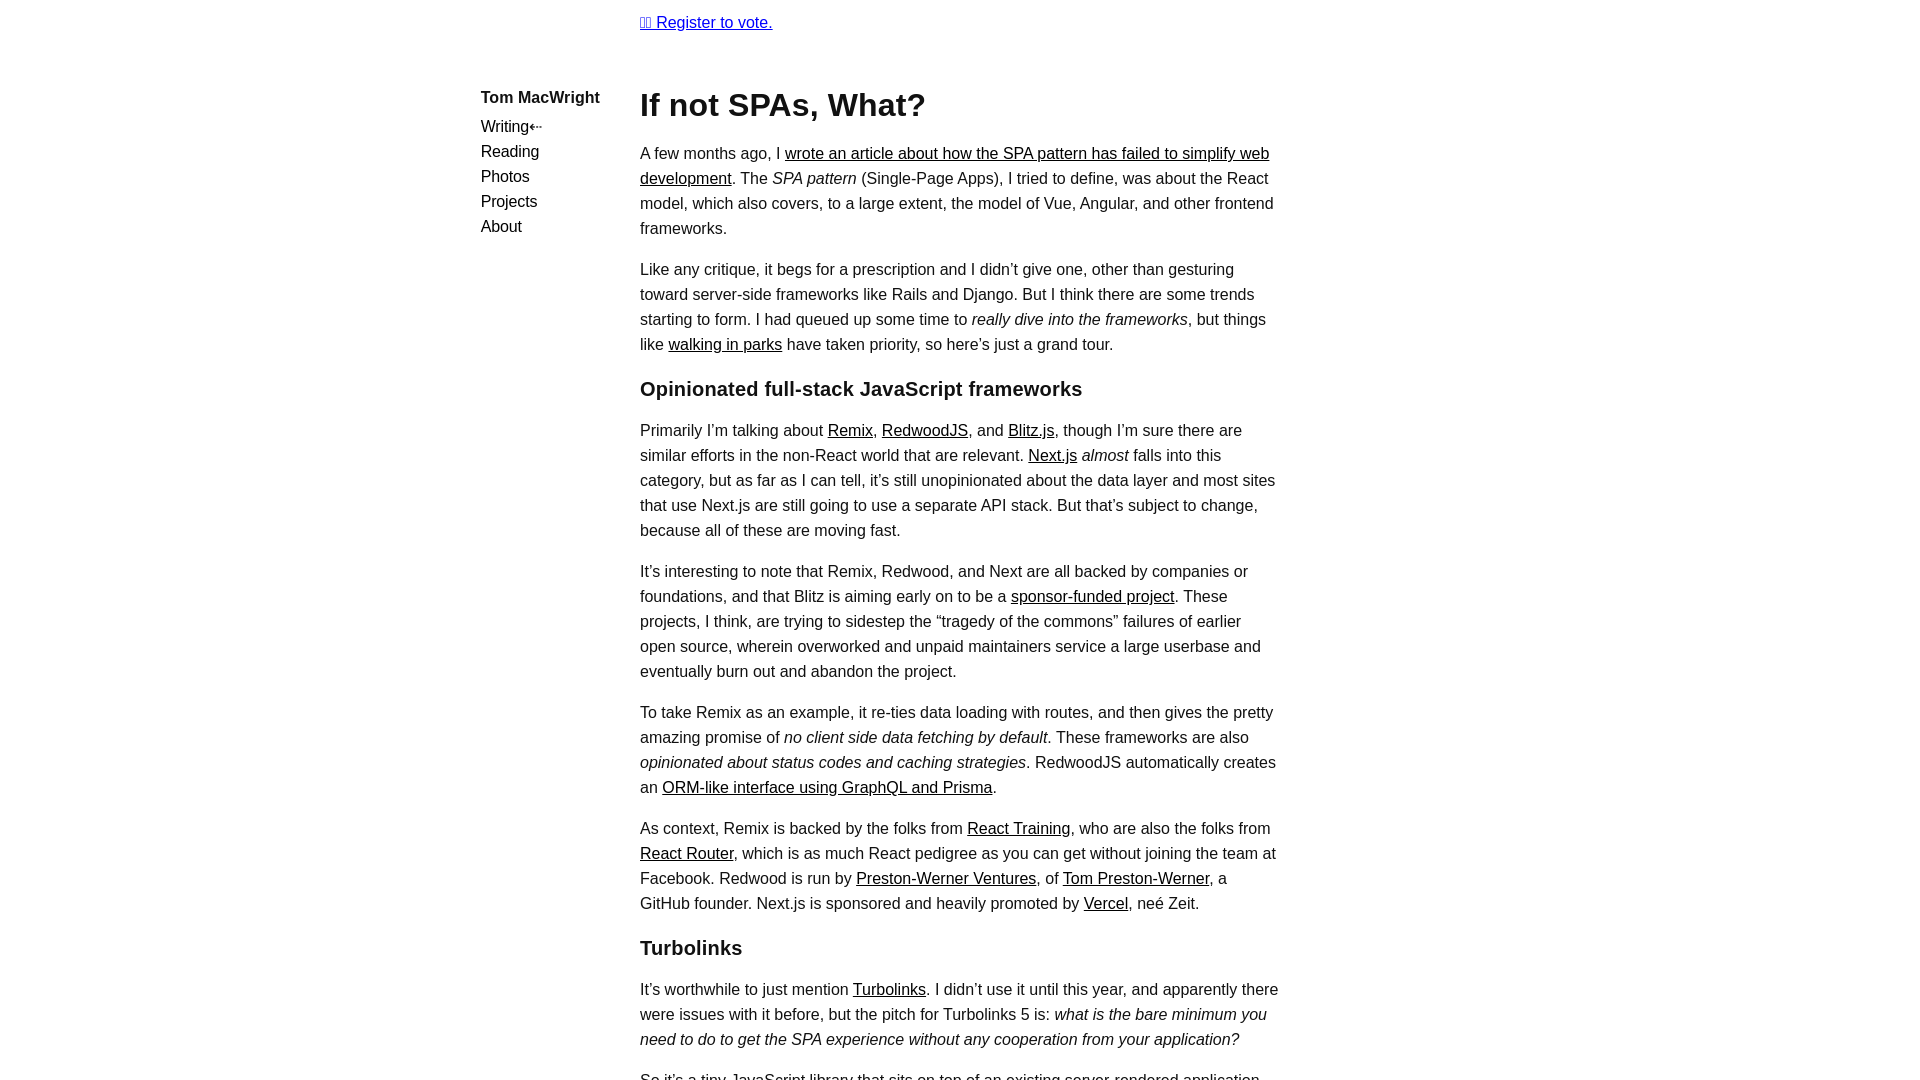 Register to vote.
Tom MacWright
Writing⇠
Reading
Photos
Projects
About
If not SPAs, What?
A few months ago, I wrote an article about how the SPA pattern has failed to simplify web
development. The SPA pattern (Single-Page Apps), I tried to define, was about the React
model, which also covers, to a large extent, the model of Vue, Angular, and other frontend
frameworks.
Like any critique, it begs for a prescription and I didn’t give one, other than gesturing
toward server-side frameworks like Rails and Django. But I think there are some trends
starting to form. I had queued up some time to really dive into the frameworks, but things
like walking in parks have taken priority, so here’s just a grand tour.
Opinionated full-stack JavaScript frameworks
Primarily I’m talking about Remix, RedwoodJS, and Blitz.js, though I’m sure there are
similar efforts in the non-React world that are relevant. Next.js almost falls into this
category, but as far as I can tell, it’s still unopinionated about the data layer and most sites
that use Next.js are still going to use a separate API stack. But that’s subject to change,
because all of these are moving fast.
It’s interesting to note that Remix, Redwood, and Next are all backed by companies or
foundations, and that Blitz is aiming early on to be a sponsor-funded project. These
projects, I think, are trying to sidestep the “tragedy of the commons” failures of earlier
open source, wherein overworked and unpaid maintainers service a large userbase and
eventually burn out and abandon the project.
To take Remix as an example, it re-ties data loading with routes, and then gives the pretty
amazing promise of no client side data fetching by default. These frameworks are also
opinionated about status codes and caching strategies. RedwoodJS automatically creates
an ORM-like interface using GraphQL and Prisma.
As context, Remix is backed by the folks from React Training, who are also the folks from
React Router, which is as much React pedigree as you can get without joining the team at
Facebook. Redwood is run by Preston-Werner Ventures, of Tom Preston-Werner, a
GitHub founder. Next.js is sponsored and heavily promoted by Vercel, neé Zeit.
Turbolinks
It’s worthwhile to just mention Turbolinks. I didn’t use it until this year, and apparently there
were issues with it before, but the pitch for Turbolinks 5 is: what is the bare minimum you
need to do to get the SPA experience without any cooperation from your application?
So it’s a tiny JavaScript library that sits on top of an existing server-rendered application